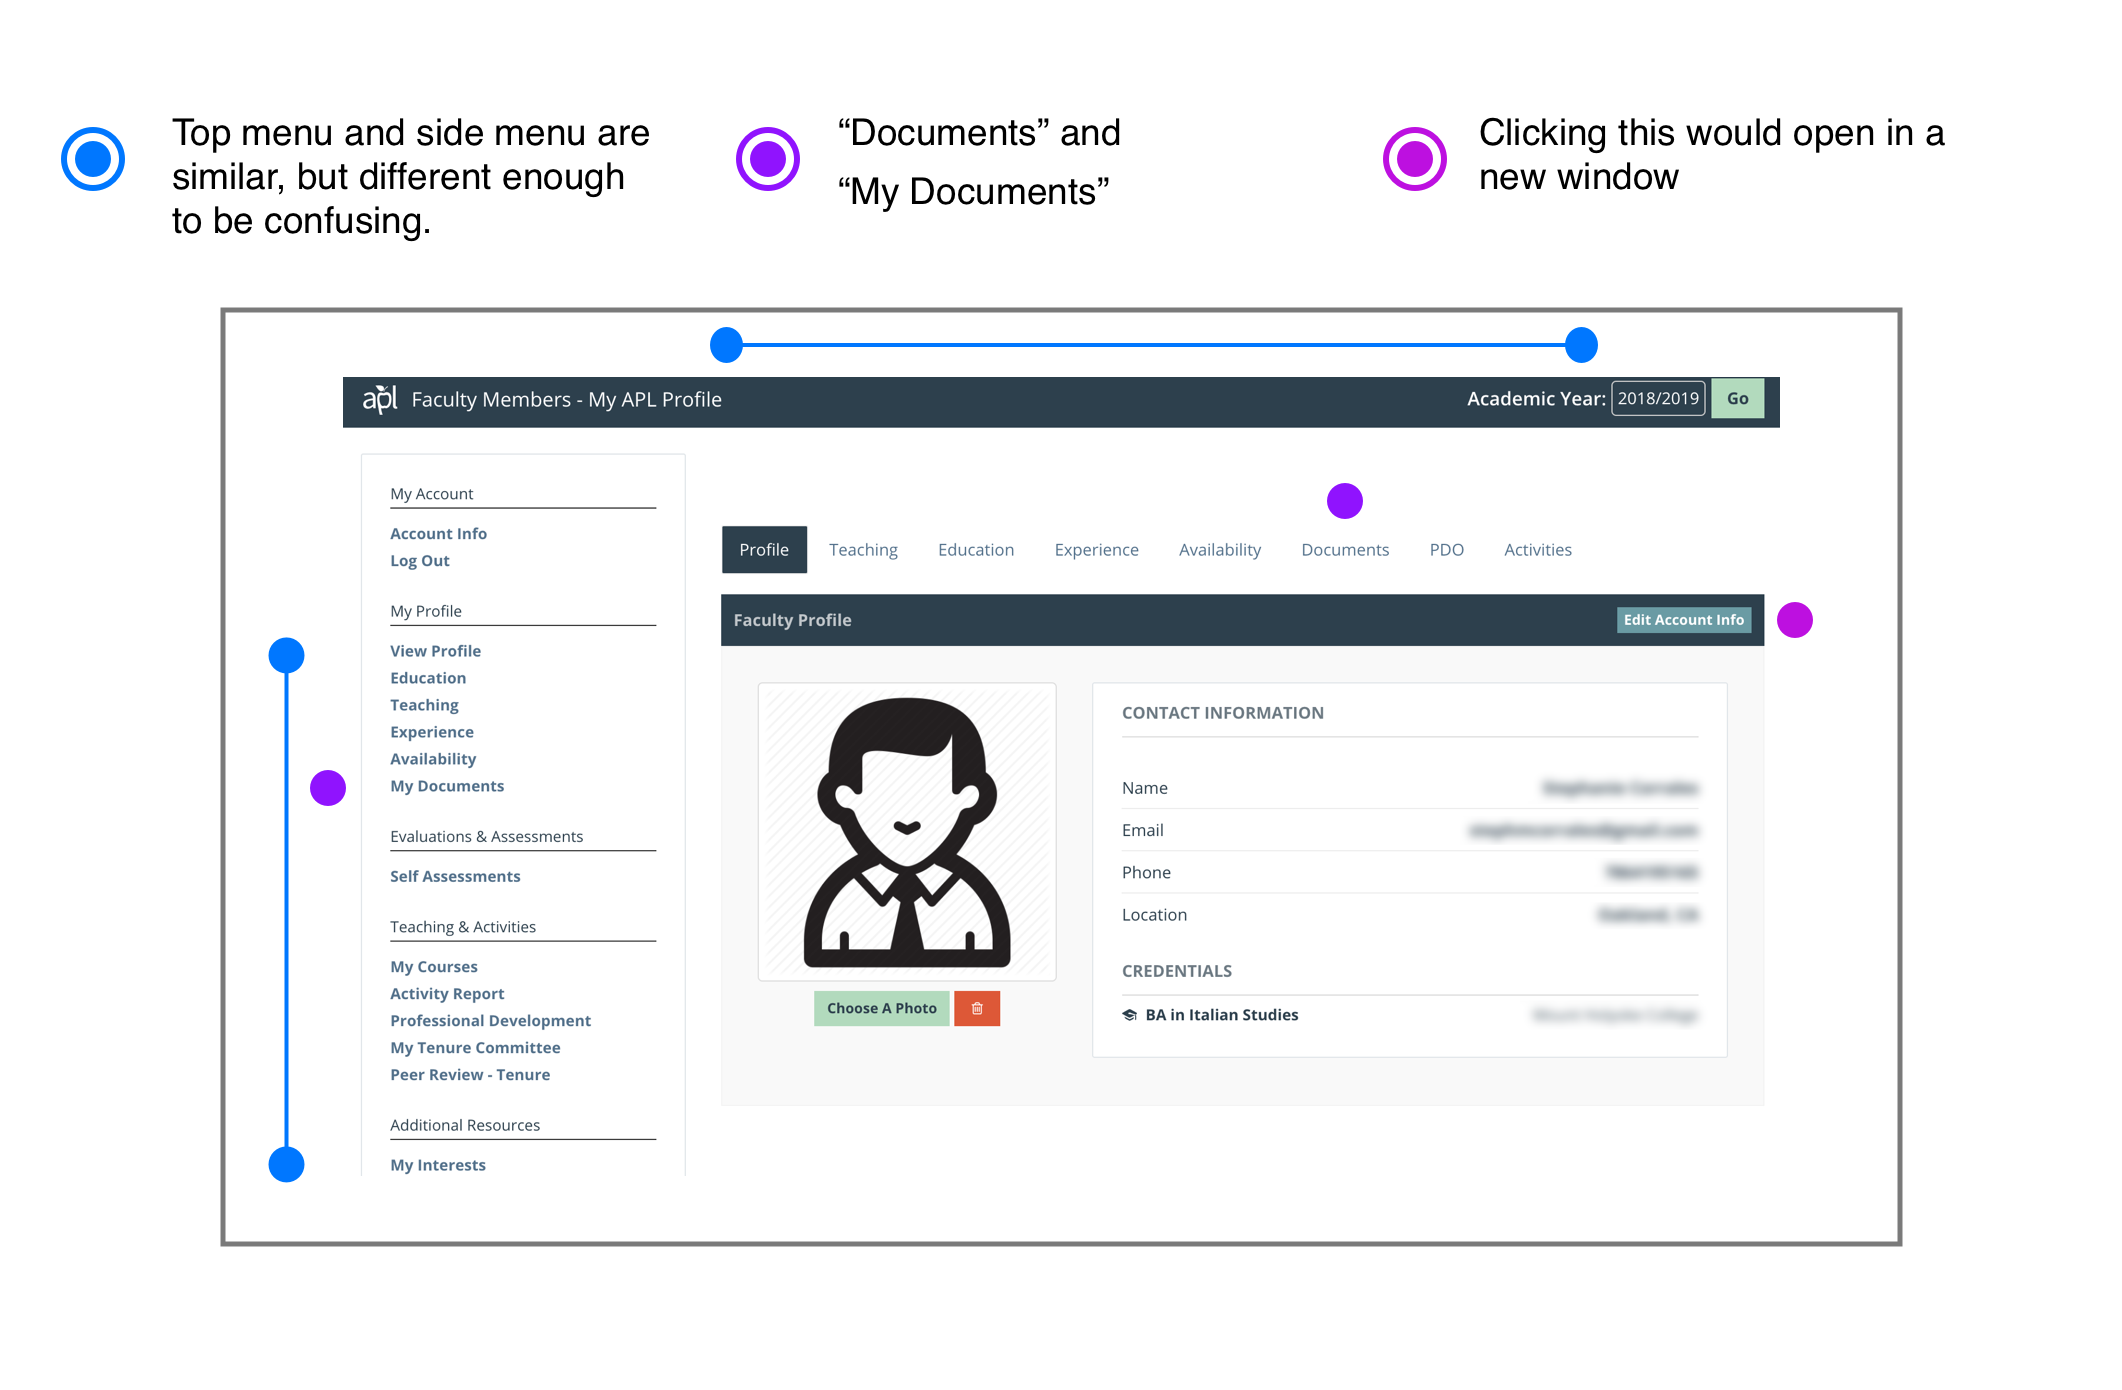 Top menu and side menu are
similar, but different enough
to be confusing.
“Documents” and
“My Documents”
Clicking this would open in a
new window
apl Faculty Members - My APL Profile
Academic Year: 2018/2019 Go
My Account
Account Info
Log Out
My Profile
View Profile
Education
Teaching
Experience
Availability
My Documents
Evaluations & Assessments
Self Assessments
Teaching & Activities
My Courses
Activity Report
Professional Development
My Tenure Committee
Peer Review - Tenure
Additional Resources
My Interests
Profile Teaching Education Experience Availability Documents PDO Activities
Faculty Profile Edit Account Info
Choose A Photo
CONTACT INFORMATION
Name
Email
Phone
Location
CREDENTIALS
BA in Italian Studies